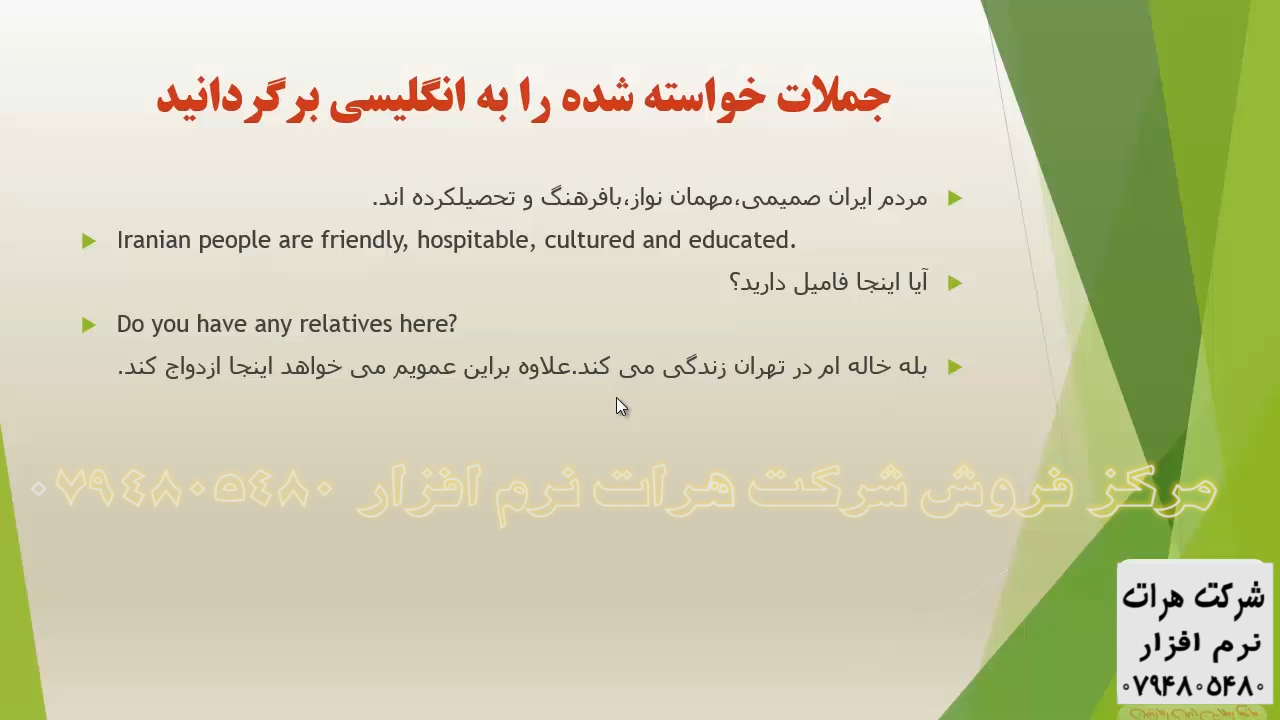 جملات خواسته شده را به انگلیسی برگردانید
مردم ایران صمیمی،مهمان نواز،بافرهنگ و تحصیلکرده اند.
Iranian people are friendly, hospitable, cultured and educated.
آیا اینجا فامیل دارید؟
Do you have any relatives here?
بله خاله ام در تهران زندگی می کند.علاوه براین عمویم می خواهد اینجا ازدواج کند.
مرکز فروش شرکت هرات نرم افزار ۰۷۹۴۸۰۵۴۸۰
شرکت هرات
نرم افزار
۰۷۹۴۸۰۵۴۸۰